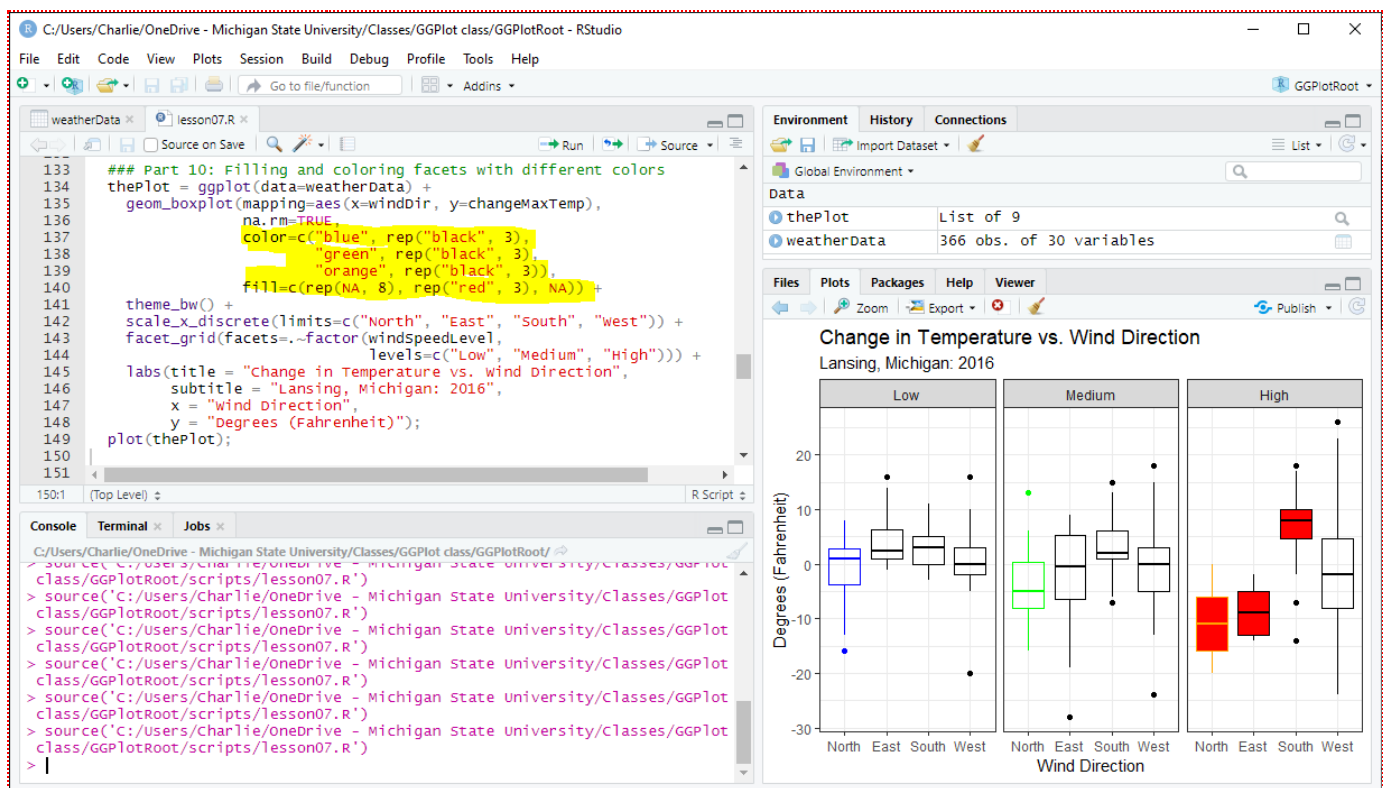 C:/Users/Charlie/OneDrive - Michigan State University/Classes/GGPlot class/GGPlotRoot - RStudio
File Edit Code View Plots Session Build Debug Profile Tools Help
Go to file/function Addins GGPlotRoot
weatherData lesson07.R
Source on Save Run Source
133 ### Part 10: Filling and coloring facets with different colors
134 thePlot = ggplot(data=weatherData) +
135 geom_boxplot(mapping=aes(x=windDir, y=changeMaxTemp),
136 na.rm=TRUE,
137 color=c("blue", rep("black", 3),
138 "green", rep("black", 3),
139 "orange", rep("black", 3)),
140 fill=c(rep(NA, 8), rep("red", 3), NA)) +
141 theme_bw() +
142 scale_x_discrete(limits=c("North", "East", "South", "West")) +
143 facet_grid(facets=.~factor(windSpeedLevel,
144 levels=c("Low", "Medium", "High"))) +
145 labs(title = "Change in Temperature vs. Wind Direction",
146 subtitle = "Lansing, Michigan: 2016",
147 x = "Wind Direction",
148 y = "Degrees (Fahrenheit)");
149 plot(thePlot);
150
151
150:1 (Top Level) R Script
Console Terminal Jobs
C:/Users/Charlie/OneDrive - Michigan State University/Classes/GGPlot class/GGPlotRoot/
> source('C:/Users/Charlie/OneDrive - Michigan State University/Classes/GGPlot
class/GGPlotRoot/scripts/lesson07.R')
> source('C:/Users/Charlie/OneDrive - Michigan State University/Classes/GGPlot
class/GGPlotRoot/scripts/lesson07.R')
> source('C:/Users/Charlie/OneDrive - Michigan State University/Classes/GGPlot
class/GGPlotRoot/scripts/lesson07.R')
> source('C:/Users/Charlie/OneDrive - Michigan State University/Classes/GGPlot
class/GGPlotRoot/scripts/lesson07.R')
> source('C:/Users/Charlie/OneDrive - Michigan State University/Classes/GGPlot
class/GGPlotRoot/scripts/lesson07.R')
> source('C:/Users/Charlie/OneDrive - Michigan State University/Classes/GGPlot
class/GGPlotRoot/scripts/lesson07.R')
>
Environment History Connections
Import Dataset List
Global Environment
Data
thePlot List of 9
weatherData 366 obs. of 30 variables
Files Plots Packages Help Viewer
Zoom Export Publish
Change in Temperature vs. Wind Direction
Lansing, Michigan: 2016
Low Medium High
Degrees (Fahrenheit)
20
10
0
-10
-20
-30
North East South West North East South West North East South West
Wind Direction